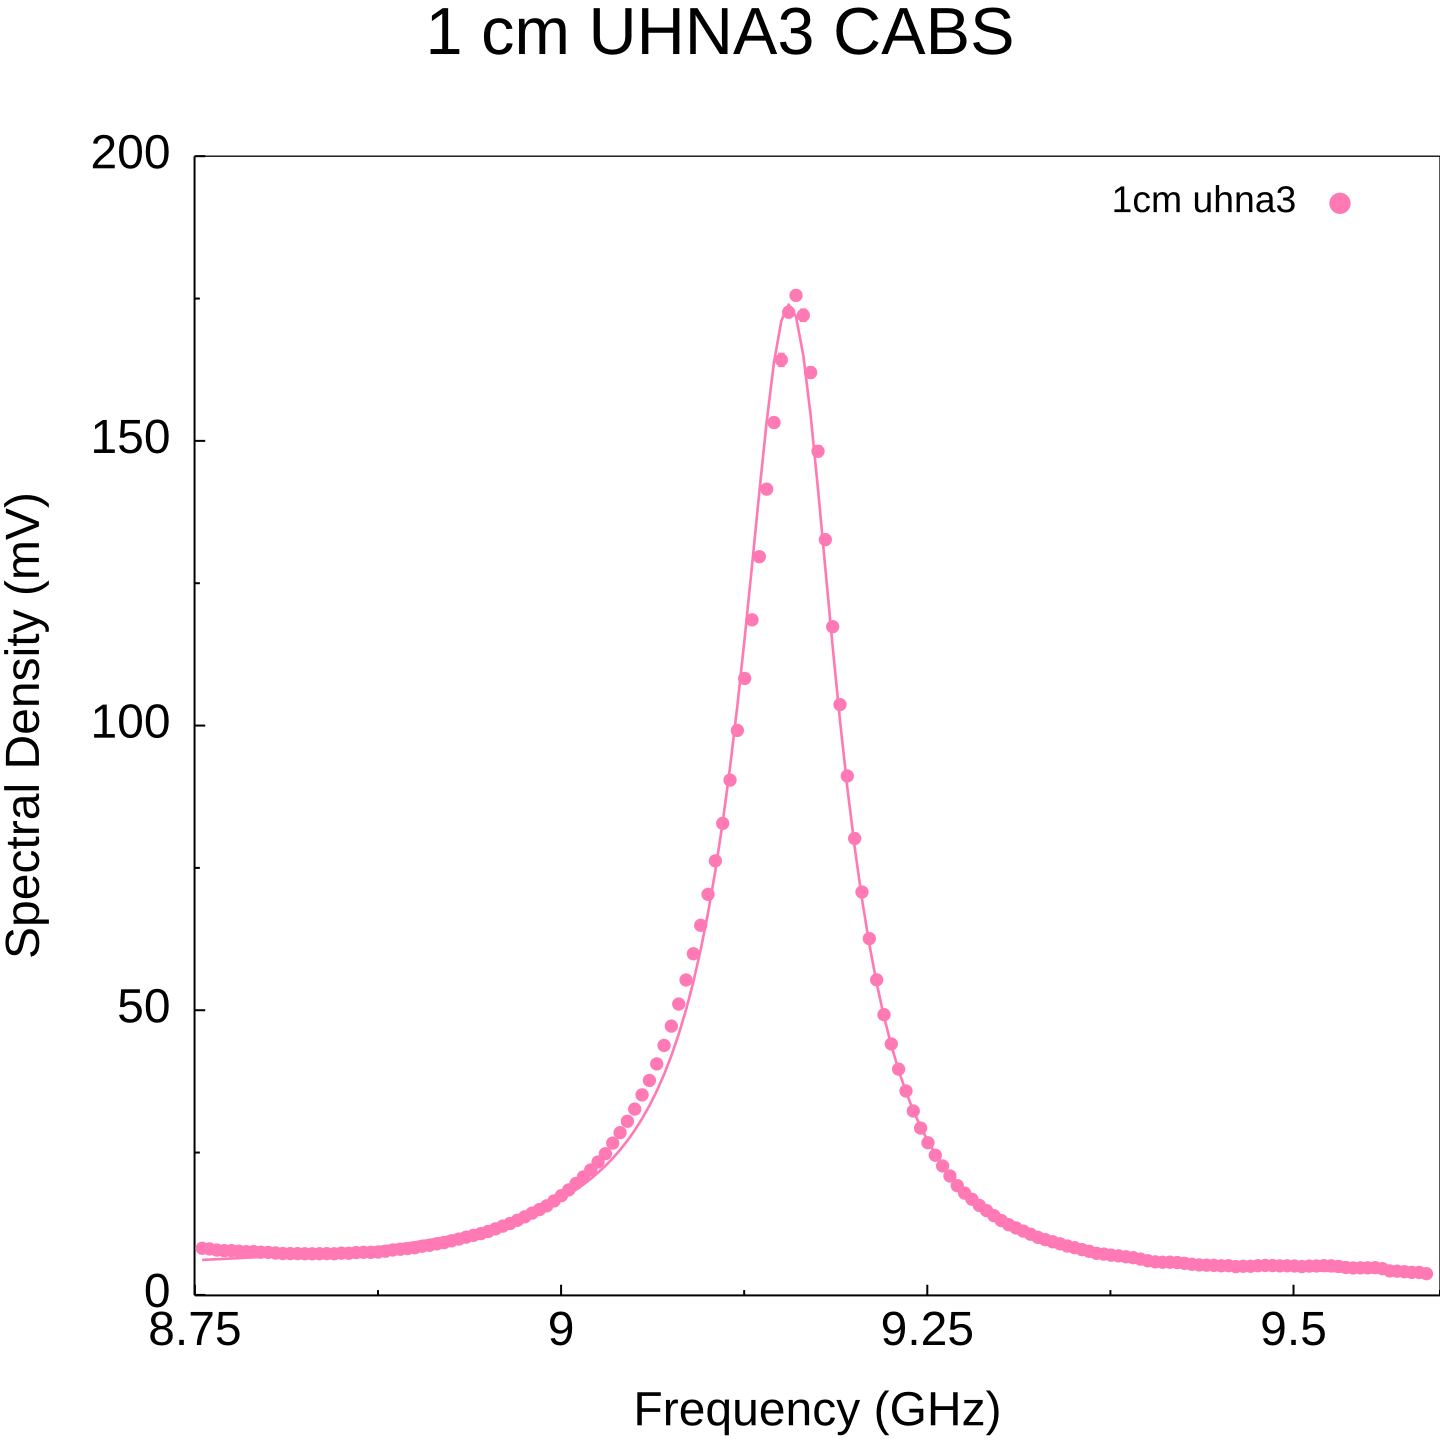 1 cm UHNA3 CABS
200
1cm uhna3
150
100
50
0
Spectral Density (mV)
8.75 9 9.25 9.5
Frequency (GHz)